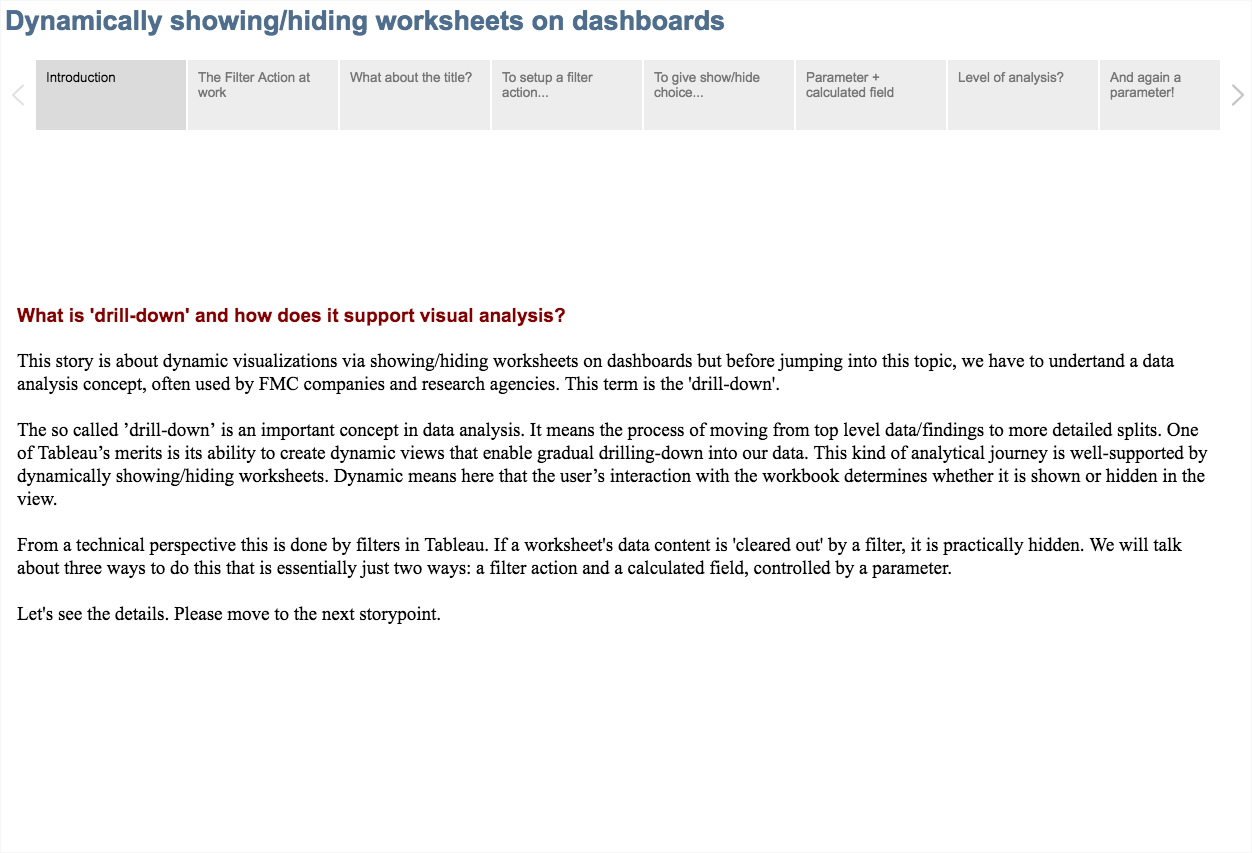 Dynamically showing/hiding worksheets on dashboards
Introduction
The Filter Action at
work
What about the title?
To setup a filter
action...
To give show/hide
choice...
Parameter +
calculated field
Level of analysis?
And again a
parameter!
What is 'drill-down' and how does it support visual analysis?
This story is about dynamic visualizations via showing/hiding worksheets on dashboards but before jumping into this topic, we have to undertand a data
analysis concept, often used by FMC companies and research agencies. This term is the 'drill-down'.
The so called ’drill-down’ is an important concept in data analysis. It means the process of moving from top level data/findings to more detailed splits. One
of Tableau’s merits is its ability to create dynamic views that enable gradual drilling-down into our data. This kind of analytical journey is well-supported by
dynamically showing/hiding worksheets. Dynamic means here that the user’s interaction with the workbook determines whether it is shown or hidden in the
view.
From a technical perspective this is done by filters in Tableau. If a worksheet's data content is 'cleared out' by a filter, it is practically hidden. We will talk
about three ways to do this that is essentially just two ways: a filter action and a calculated field, controlled by a parameter.
Let's see the details. Please move to the next storypoint.